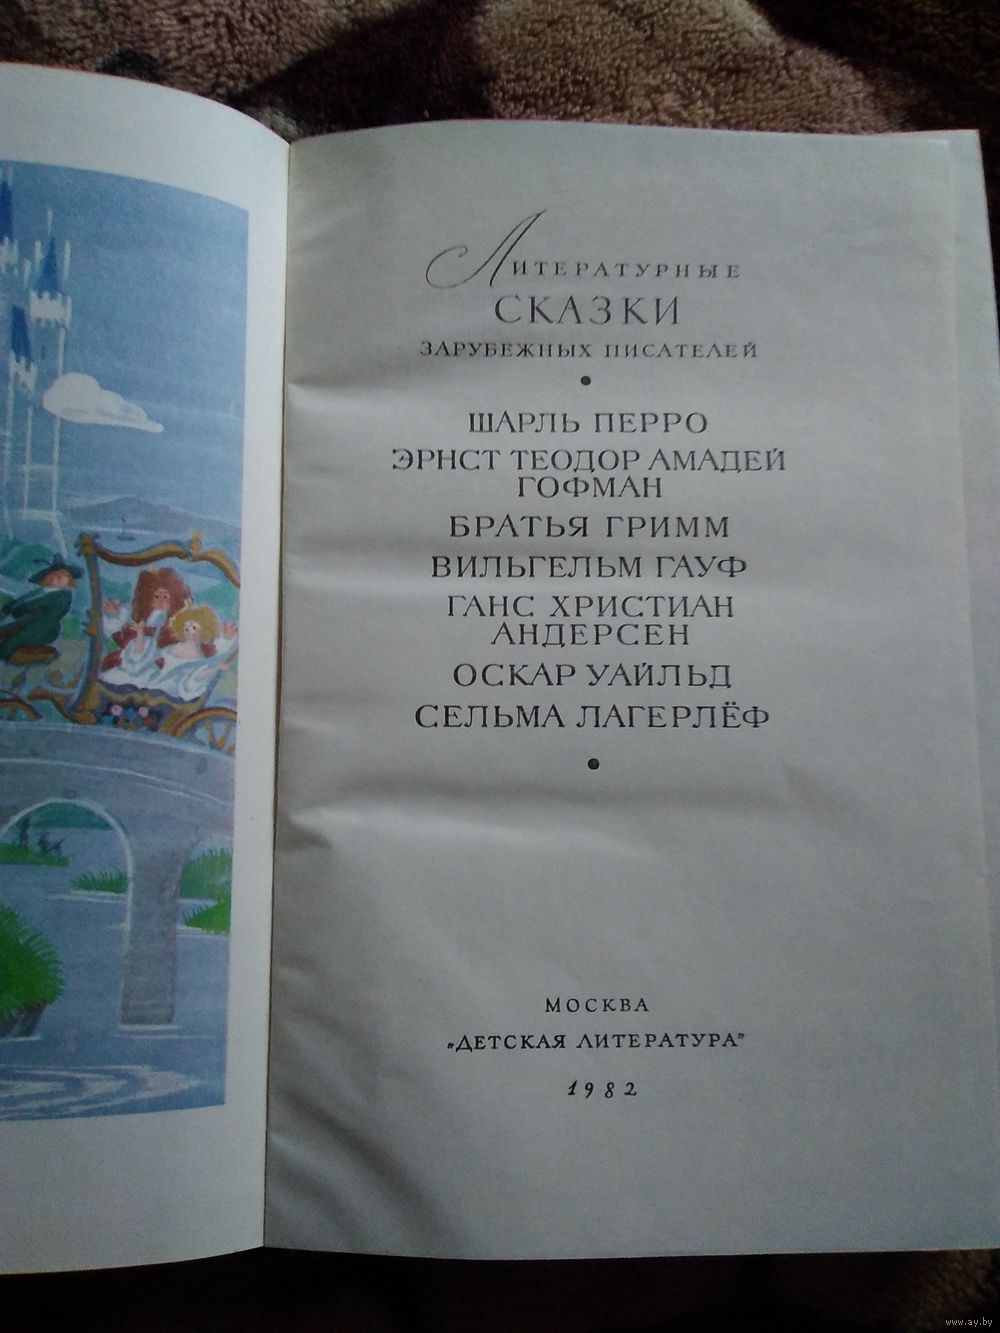 Литературные
СКАЗКИ
ЗАРУБЕЖНЫХ ПИСАТЕЛЕЙ
•
ШАРЛЬ ПЕРРО
ЭРНСТ ТЕОДОР АМАДЕЙ
ГОФМАН
БРАТЬЯ ГРИММ
ВИЛЬГЕЛЬМ ГАУФ
ГАНС ХРИСТИАН
АНДЕРСЕН
ОСКАР УАЙЛЬД
СЕЛЬМА ЛАГЕРЛЁФ
•
МОСКВА
„ДЕТСКАЯ ЛИТЕРАТУРА"
1982
www.ay.by